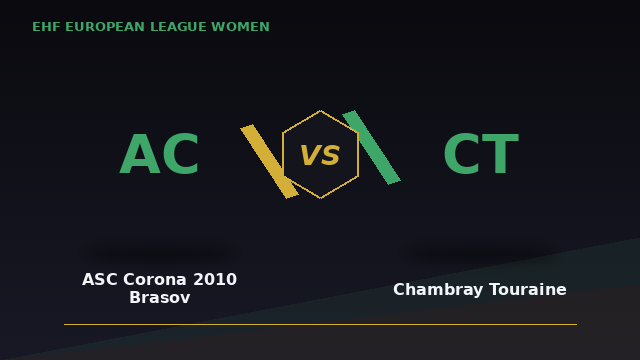 EHF EUROPEAN LEAGUE WOMEN
AC
VS
CT
ASC Corona 2010
Brasov
Chambray Touraine